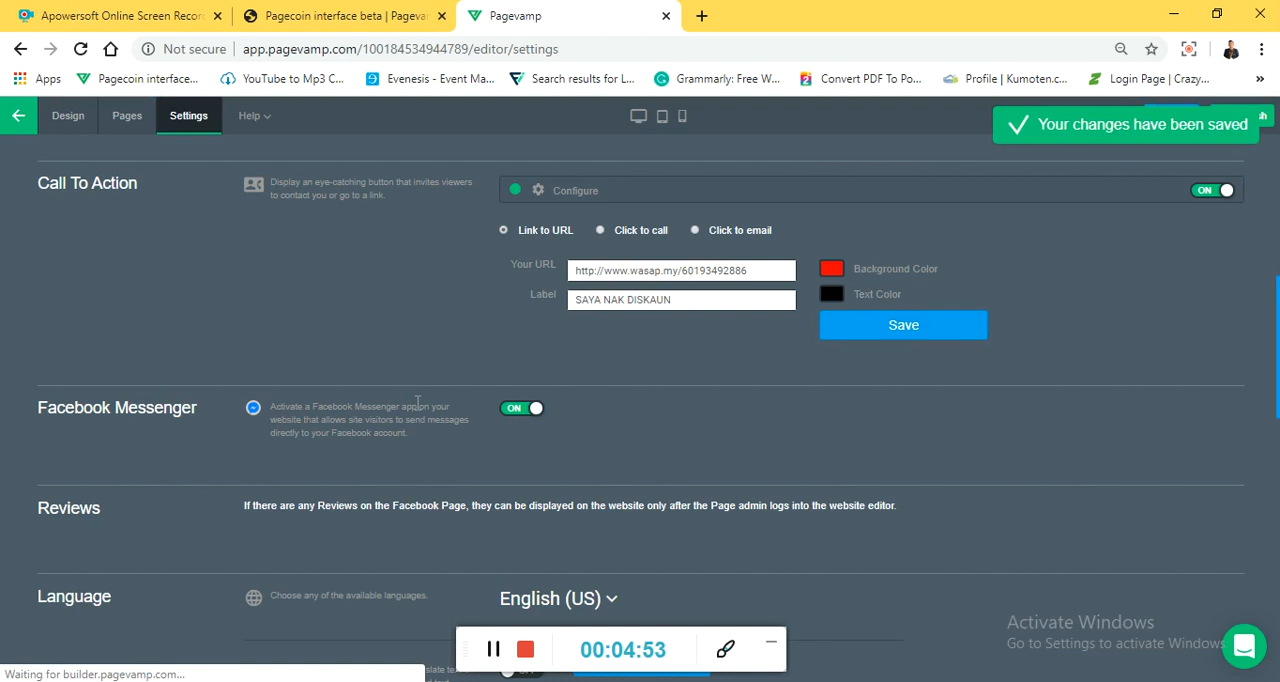 Apowersoft Online Screen Recor
Pagecoin interface beta | Pageva
Pagevamp
Not secure
app.pagevamp.com/100184534944789/editor/settings
Apps
Pagecoin interface...
YouTube to Mp3 C...
Evenesis - Event Ma...
Search results for L...
Grammarly: Free W...
Convert PDF To Po...
Profile | Kumoten.c...
Login Page | Crazy...
»
Design
Pages
Settings
Help
Your changes have been saved
Call To Action
Display an eye-catching button that invites viewers
to contact you or go to a link.
Configure
ON
Link to URL
Click to call
Click to email
Your URL
http://www.wasap.my/60193492886
Background Color
Label
SAYA NAK DISKAUN
Text Color
Save
Facebook Messenger
Activate a Facebook Messenger app on your
website that allows site visitors to send messages
directly to your Facebook account.
ON
Reviews
If there are any Reviews on the Facebook Page, they can be displayed on the website only after the Page admin logs into the website editor.
Language
Choose any of the available languages.
English (US)
Activate Windows
Go to Settings to activate Windows.
00:04:53
Waiting for builder.pagevamp.com...